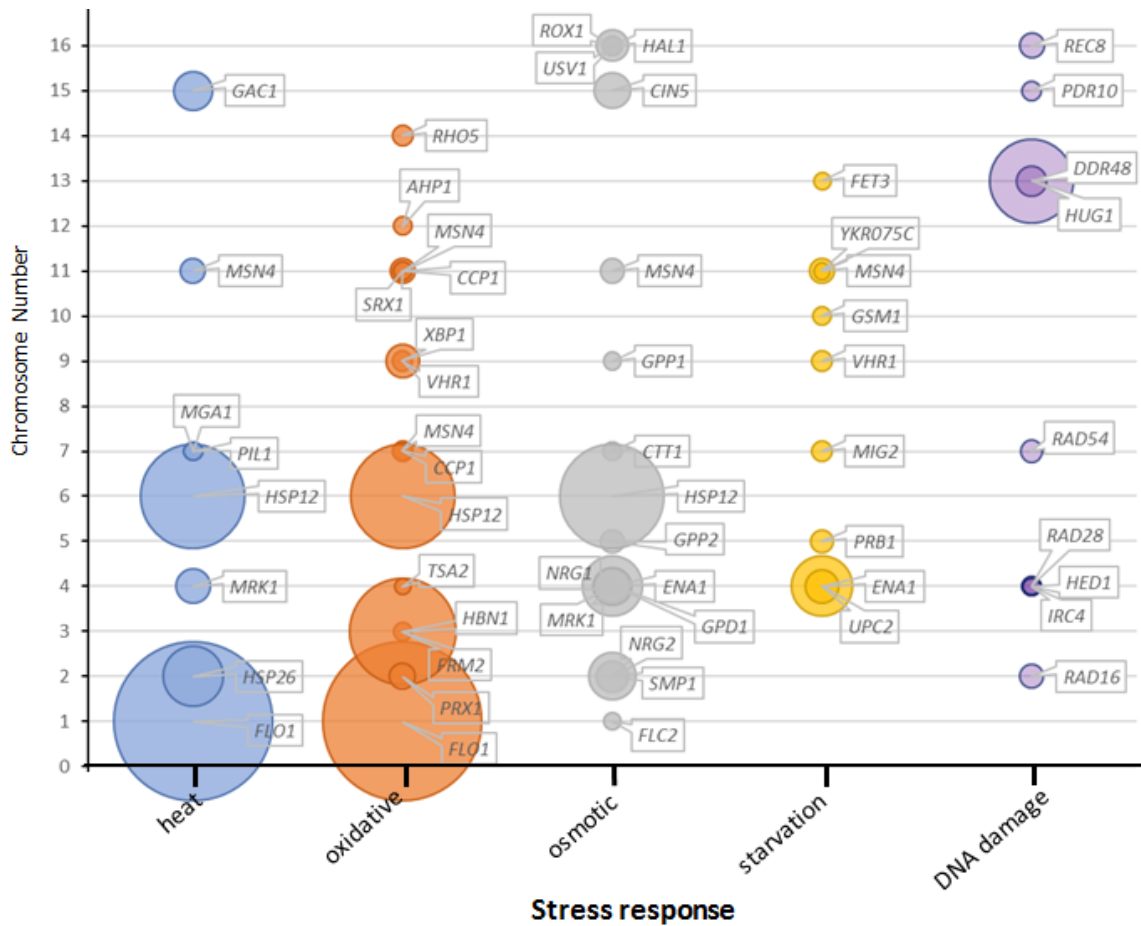 Chromosome Number
16
15
14
13
12
11
10
9
8
7
6
5
4
3
2
1
0
GAC1
MSN4
MGA1
PIL1
HSP12
MRK1
HSP26
FLO1
RHO5
AHP1
MSN4
CCP1
SRX1
XBP1
VHR1
MSN4
CCP1
HSP12
TSA2
HBN1
FRM2
PRX1
FLO1
ROX1
HAL1
USV1
CIN5
MSN4
GPP1
CTT1
HSP12
GPP2
NRG1
ENA1
MRK1
GPD1
NRG2
SMP1
FLC2
FET3
YKR075C
MSN4
GSM1
VHR1
MIG2
PRB1
ENA1
UPC2
REC8
PDR10
DDR48
HUG1
RAD54
RAD28
HED1
IRC4
RAD16
heat
oxidative
osmotic
starvation
DNA damage
Stress response